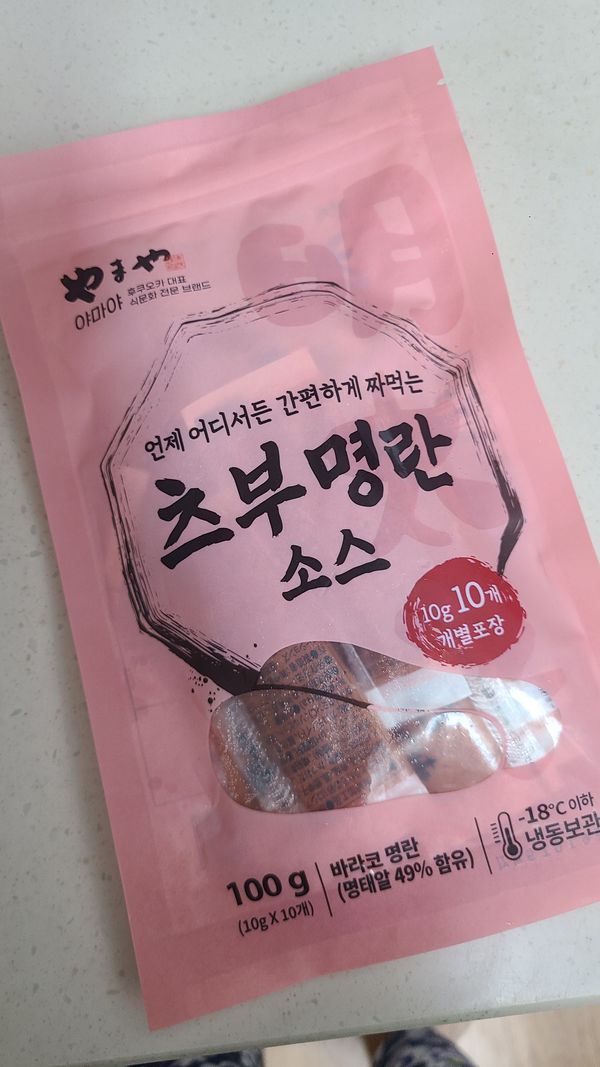 やまや
야마야
후쿠오카 대표
식문화 전문 브랜드
언제 어디서든 간편하게 짜먹는
츠부 명란
소스
10g 10개
개별포장
100 g
(10g X 10개)
바라코 명란
(명태알 49% 함유)
-18℃ 이하
냉동보관